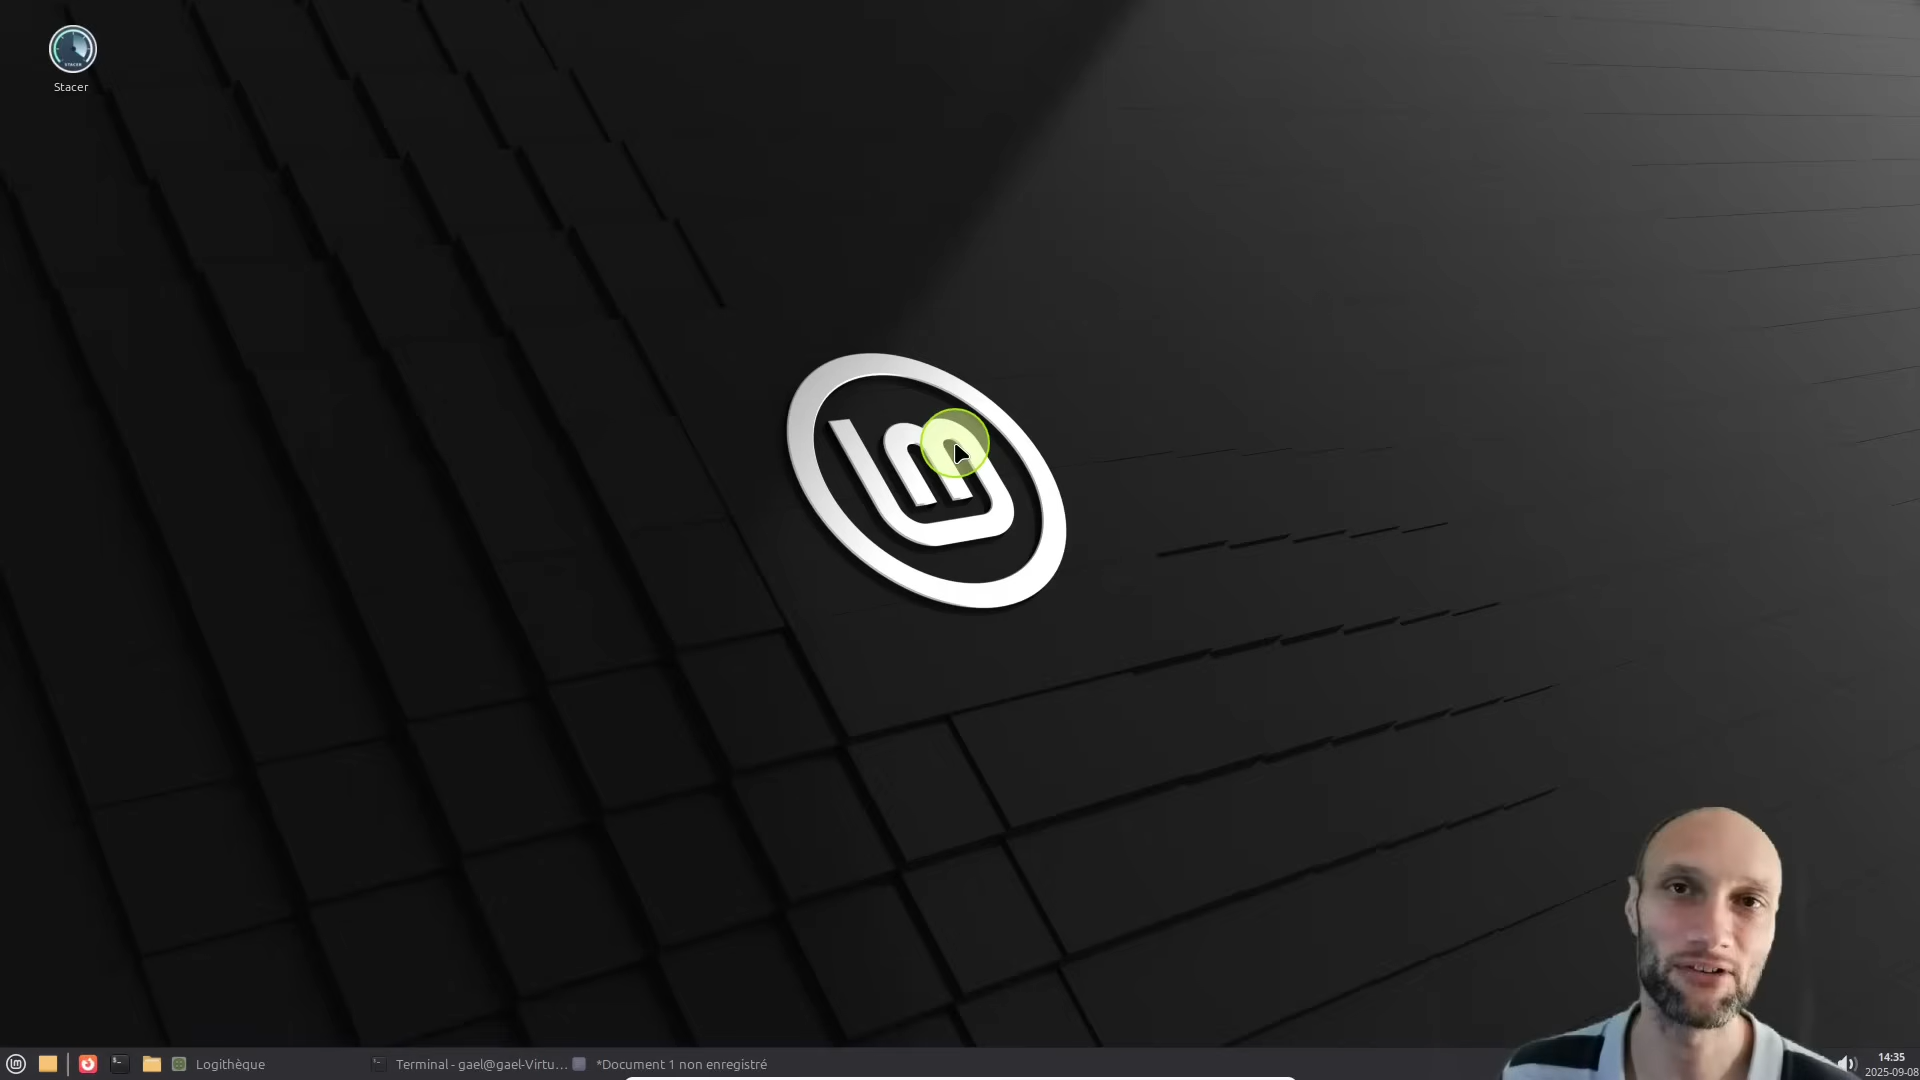 Stacer
Logithèque
Terminal - gael@gael-Virtu...
*Document 1 non enregistré
14:35
2025-09-08